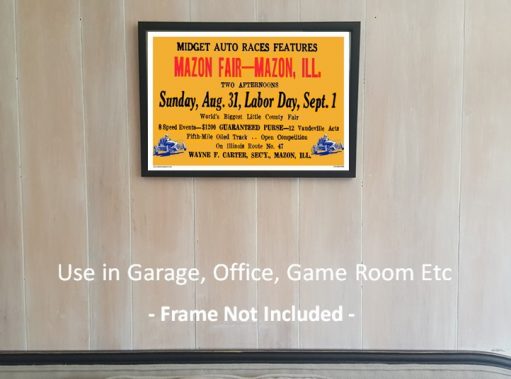 MIDGET AUTO RACES FEATURES
MAZON FAIR—MAZON, ILL.
TWO AFTERNOONS
Sunday, Aug. 31, Labor Day, Sept. 1
World's Biggest Little County Fair
8 Speed Events—$1200 GUARANTEED PURSE—12 Vaudeville Acts
Fifth-Mile Oiled Track . . Open Competition
On Illinois Route No. 47
WAYNE F. CARTER, SEC'Y., MAZON, ILL.
Use in Garage, Office, Game Room Etc
- Frame Not Included -